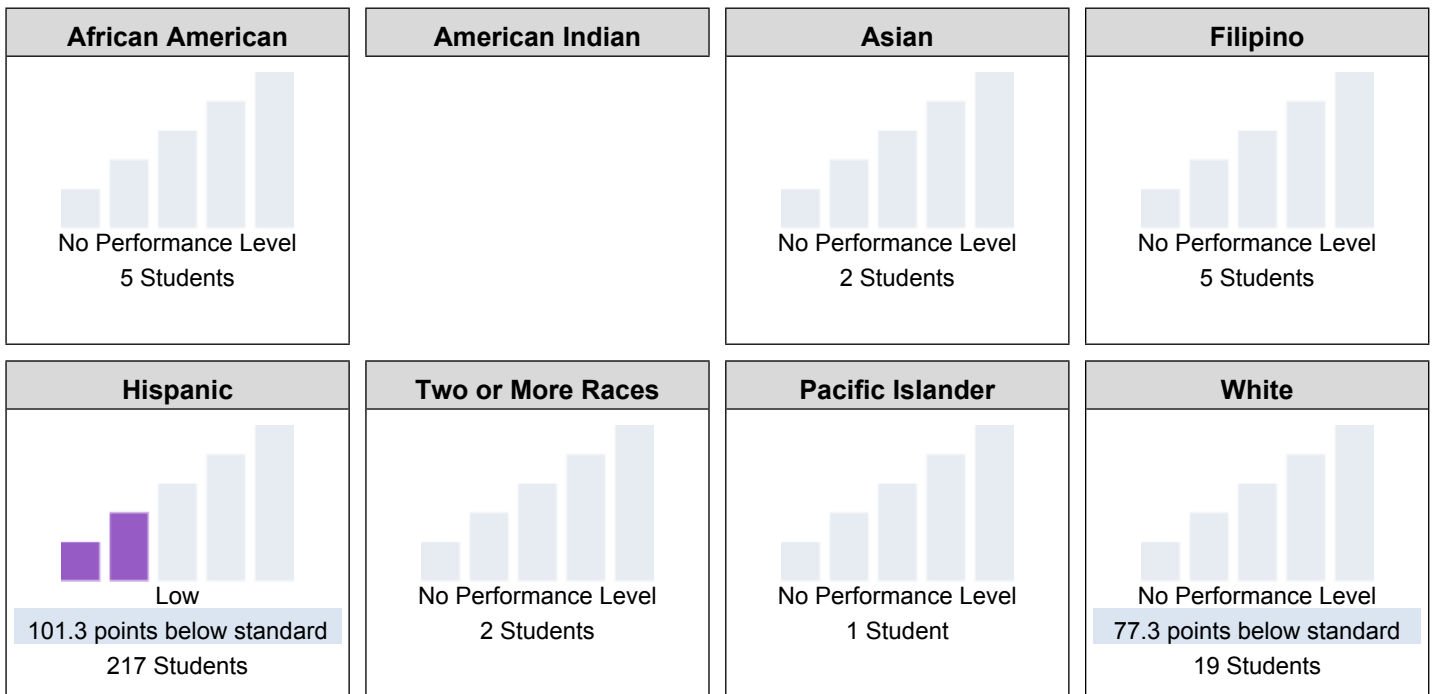 African American
No Performance Level
5 Students
American Indian
Asian
No Performance Level
2 Students
Filipino
No Performance Level
5 Students
Hispanic
Low
101.3 points below standard
217 Students
Two or More Races
No Performance Level
2 Students
Pacific Islander
No Performance Level
1 Student
White
No Performance Level
77.3 points below standard
19 Students